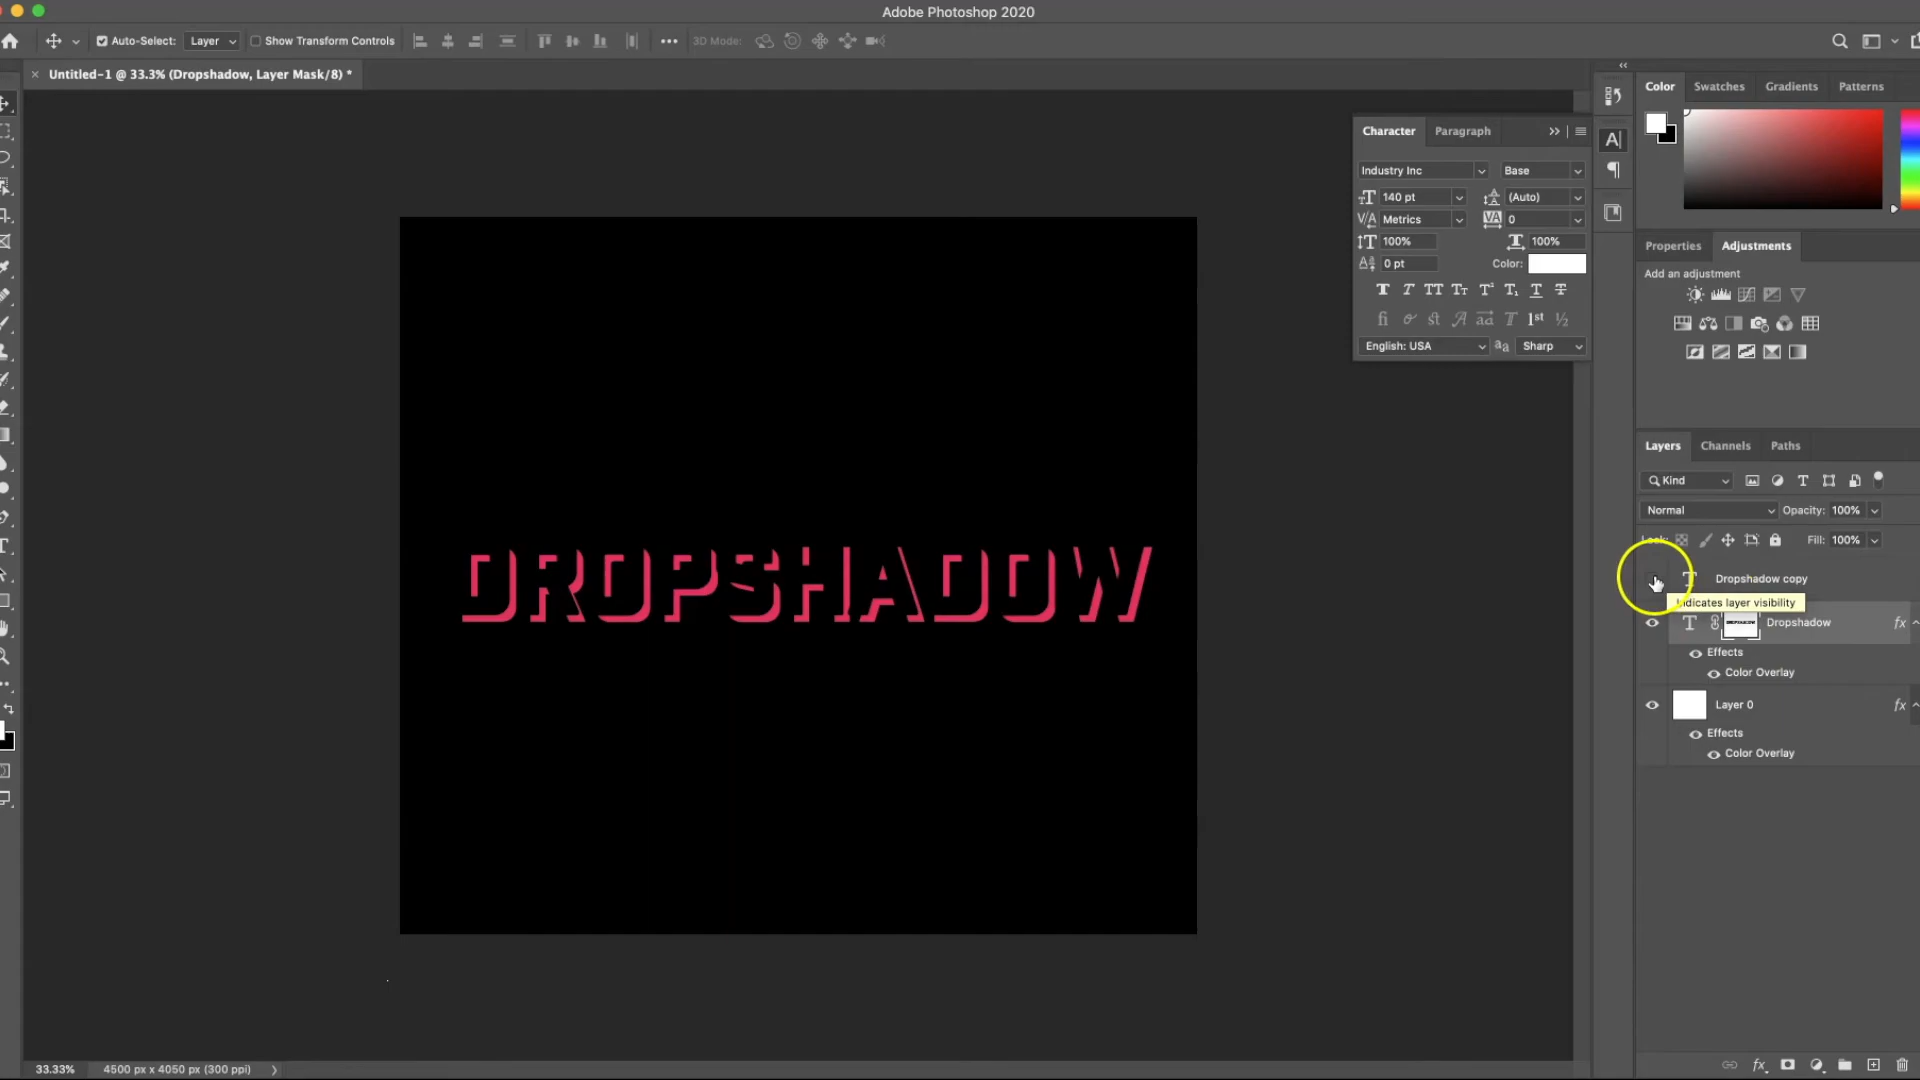 Adobe Photoshop 2020
Auto-Select: Layer Show Transform Controls 3D Mode:
Untitled-1 @ 33.3% (Dropshadow, Layer Mask/8) *
Color Swatches Gradients Patterns
Character Paragraph
Industry Inc Base
140 pt (Auto)
Metrics 0
100% 100%
0 pt Color:
English: USA Sharp
Properties Adjustments
Add an adjustment
DROPSHADOW
Layers Channels Paths
Kind
Normal Opacity: 100%
Lock: Fill: 100%
Dropshadow copy
Indicates layer visibility
Dropshadow fx
Effects
Color Overlay
Layer 0 fx
Effects
Color Overlay
33.33% 4500 px x 4050 px (300 ppi)